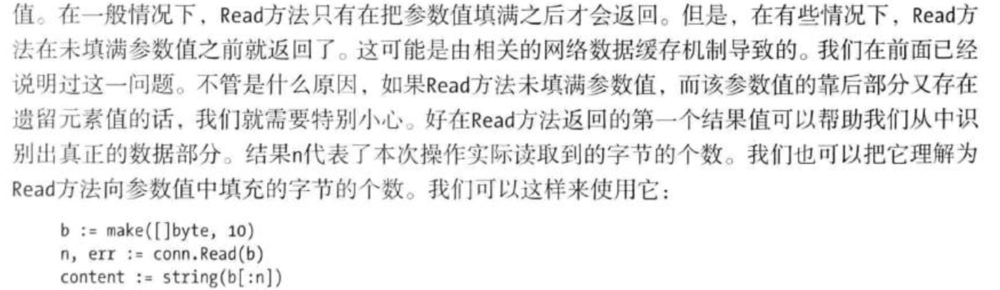 值。在一般情况下，Read方法只有在把参数值填满之后才会返回。但是，在有些情况下，Read方
法在未填满参数值之前就返回了。这可能是由相关的网络数据缓存机制导致的。我们在前面已经
说明过这一问题。不管是什么原因，如果Read方法未填满参数值，而该参数值的靠后部分又存在
遗留元素值的话，我们就需要特别小心。好在Read方法返回的第一个结果值可以帮助我们从中识
别出真正的数据部分。结果n代表了本次操作实际读取到的字节的个数。我们也可以把它理解为
Read方法向参数值中填充的字节的个数。我们可以这样来使用它：
b := make([]byte, 10)
n, err := conn.Read(b)
content := string(b[:n])